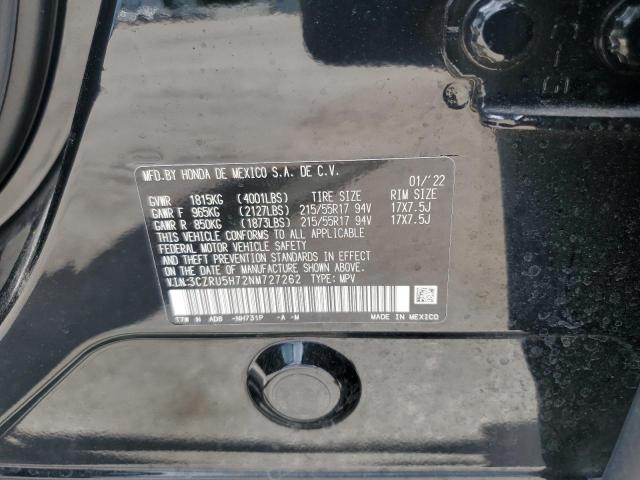 MFD.BY HONDA DE MEXICO S.A. DE C.V. 01/'22
GVWR 1815KG (4001LBS) TIRE SIZE RIM SIZE
GAWR F 965KG (2127LBS) 215/55R17 94V 17X7.5J
GAWR R 850KG (1873LBS) 215/55R17 94V 17X7.5J
THIS VEHICLE CONFORMS TO ALL APPLICABLE
FEDERAL MOTOR VEHICLE SAFETY
AND THEFT PREVENTION STANDARDS IN EFFECT
ON THE DATE OF MANUFACTURE SHOWN ABOVE.
V.I.N:3CZRU5H72NM727262 TYPE: MPV
-NH731P -A -M MADE IN MEXICO